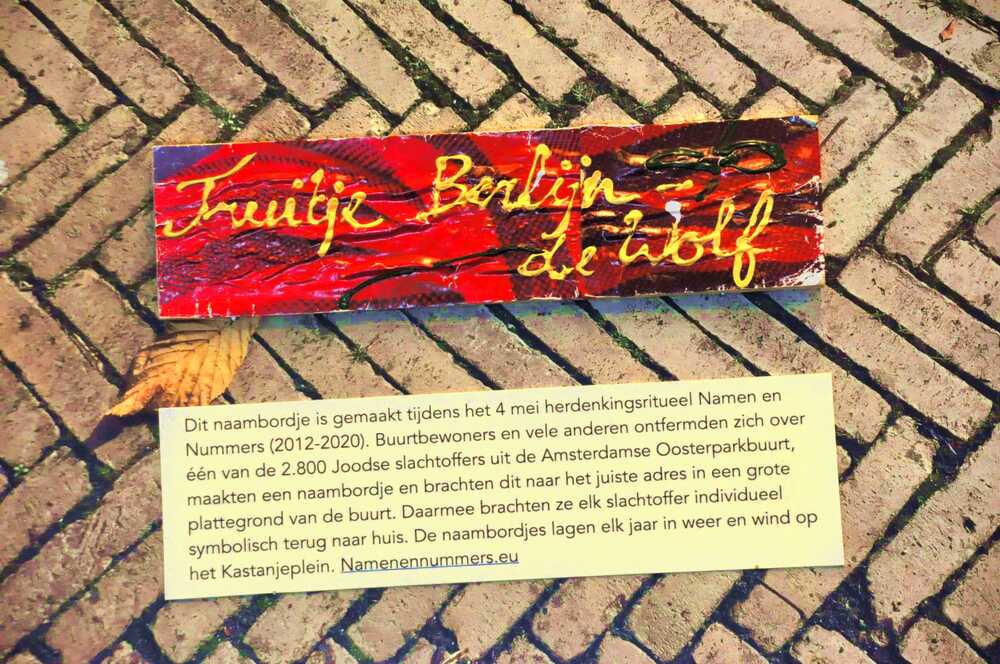 Truitje Berlijn -
de Wolf
Dit naambordje is gemaakt tijdens het 4 mei herdenkingsritueel Namen en
Nummers (2012-2020). Buurtbewoners en vele anderen ontfermden zich over
één van de 2.800 Joodse slachtoffers uit de Amsterdamse Oosterparkbuurt,
maakten een naambordje en brachten dit naar het juiste adres in een grote
plattegrond van de buurt. Daarmee brachten ze elk slachtoffer individueel
symbolisch terug naar huis. De naambordjes lagen elk jaar in weer en wind op
het Kastanjeplein. Namenennummers.eu